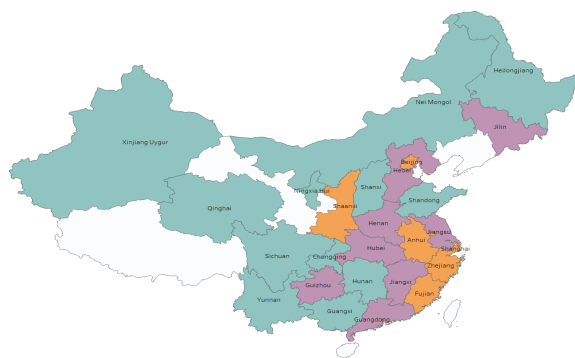 Heilongjiang
Nei Mongol
Jilin
Xinjiang Uygur
Beijing
Hebei
Ningxia Hui
Shanxi
Shandong
Shaanxi
Qinghai
Henan
Jiangsu
Anhui
Shanghai
Hubei
Sichuan
Chongqing
Zhejiang
Hunan
Jiangxi
Guizhou
Fujian
Yunnan
Guangxi
Guangdong